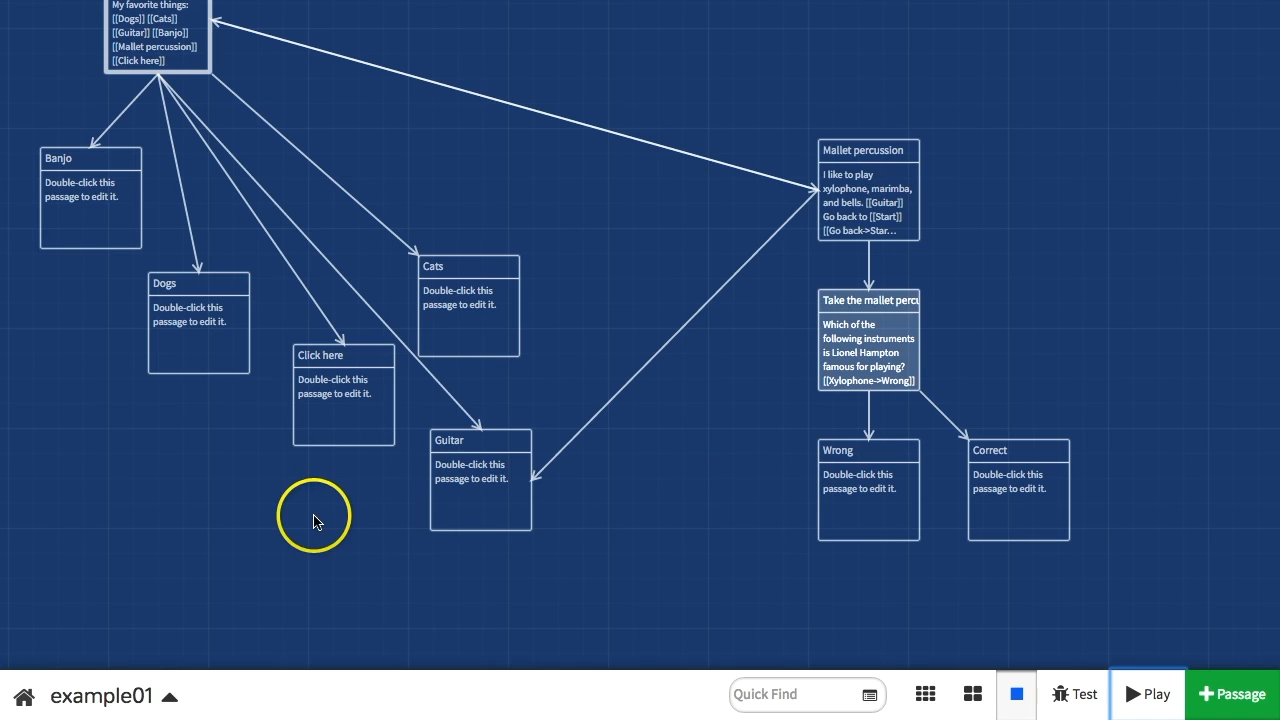 My favorite things:
[[Dogs]] [[Cats]]
[[Guitar]] [[Banjo]]
[[Mallet percussion]]
[[Click here]]
Banjo
Double-click this
passage to edit it.
Dogs
Double-click this
passage to edit it.
Click here
Double-click this
passage to edit it.
Cats
Double-click this
passage to edit it.
Guitar
Double-click this
passage to edit it.
Mallet percussion
I like to play
xylophone, marimba,
and bells. [[Guitar]]
Go back to [[Start]]
[[Go back->Star...
Take the mallet percu
Which of the
following instruments
is Lionel Hampton
famous for playing?
[[Xylophone->Wrong]]
Wrong
Double-click this
passage to edit it.
Correct
Double-click this
passage to edit it.
example01
Quick Find
Test
Play
Passage